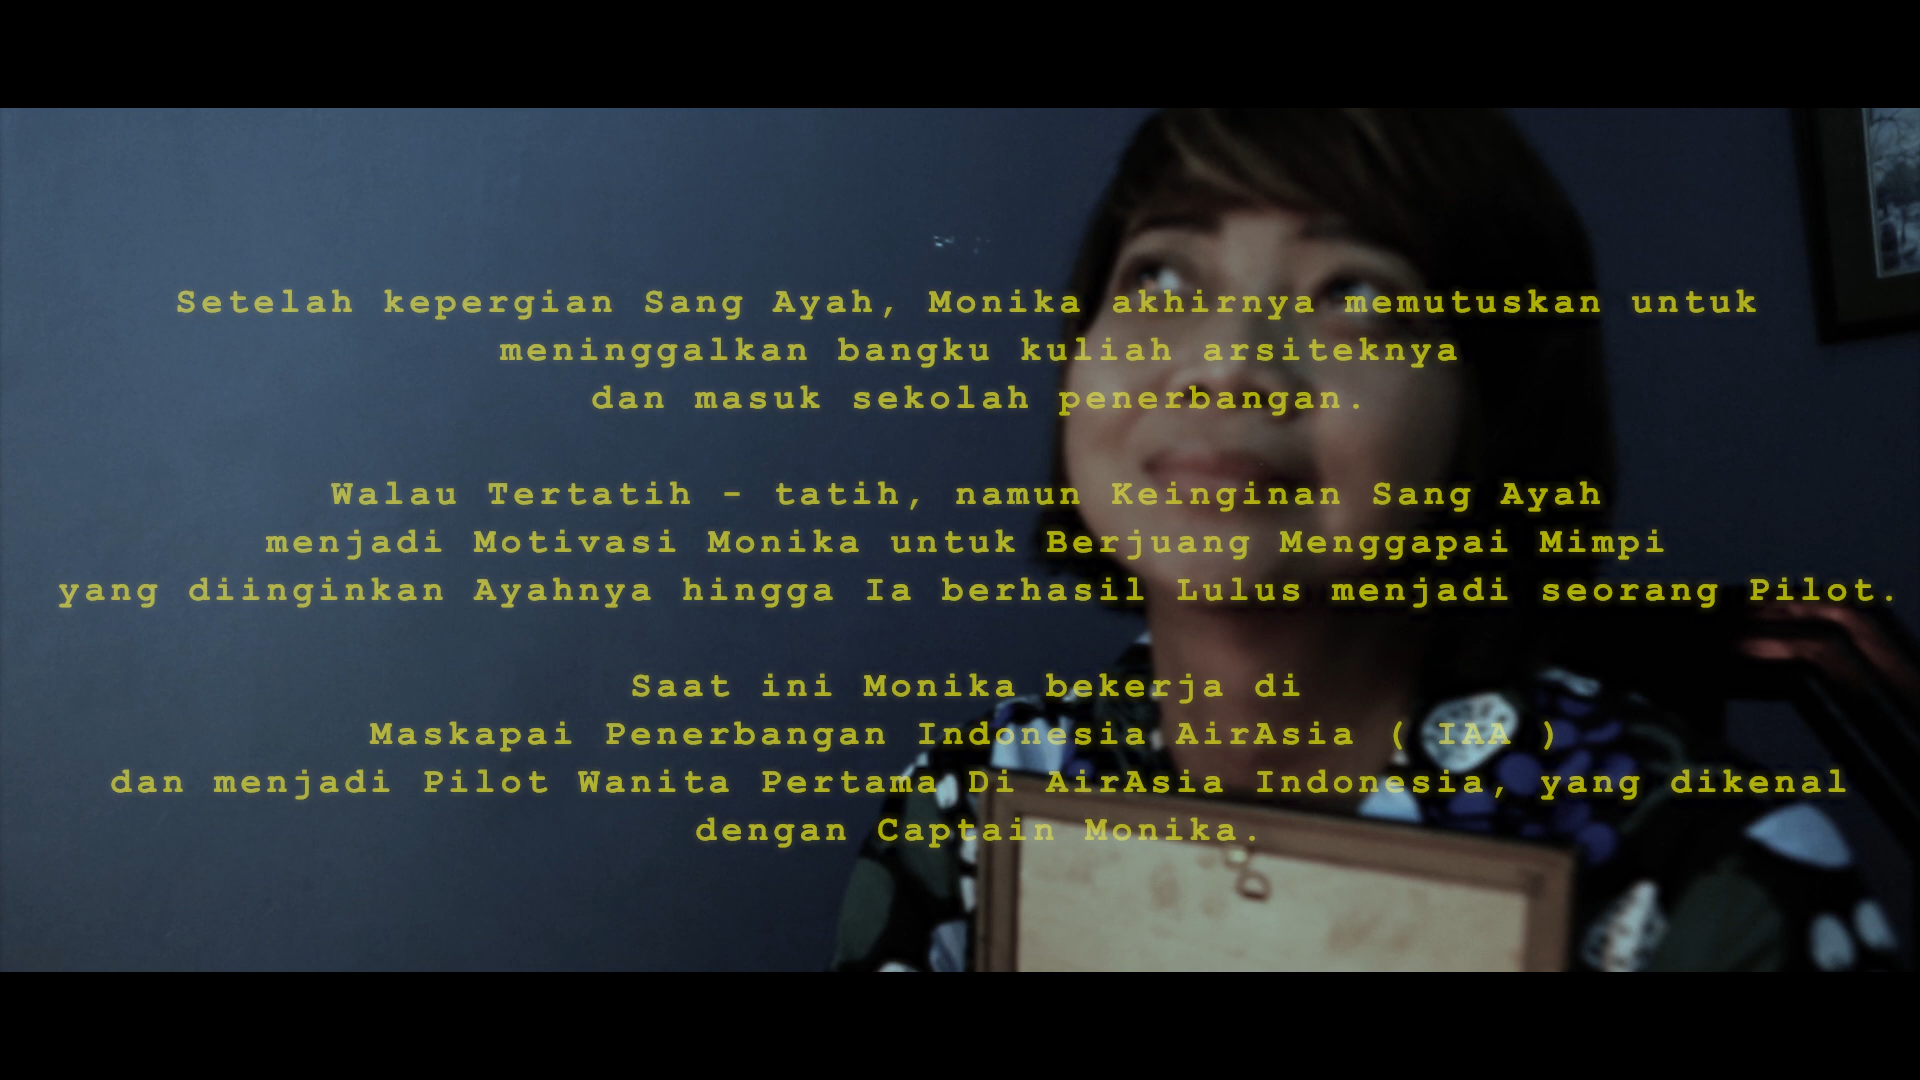 Setelah kepergian Sang Ayah, Monika akhirnya memutuskan untuk
meninggalkan bangku kuliah arsiteknya
dan masuk sekolah penerbangan.
Walau Tertatih - tatih, namun Keinginan Sang Ayah
menjadi Motivasi Monika untuk Berjuang Menggapai Mimpi
yang diinginkan Ayahnya hingga Ia berhasil Lulus menjadi seorang Pilot.
Saat ini Monika bekerja di
Maskapai Penerbangan Indonesia AirAsia ( IAA )
dan menjadi Pilot Wanita Pertama Di AirAsia Indonesia, yang dikenal
dengan Captain Monika.